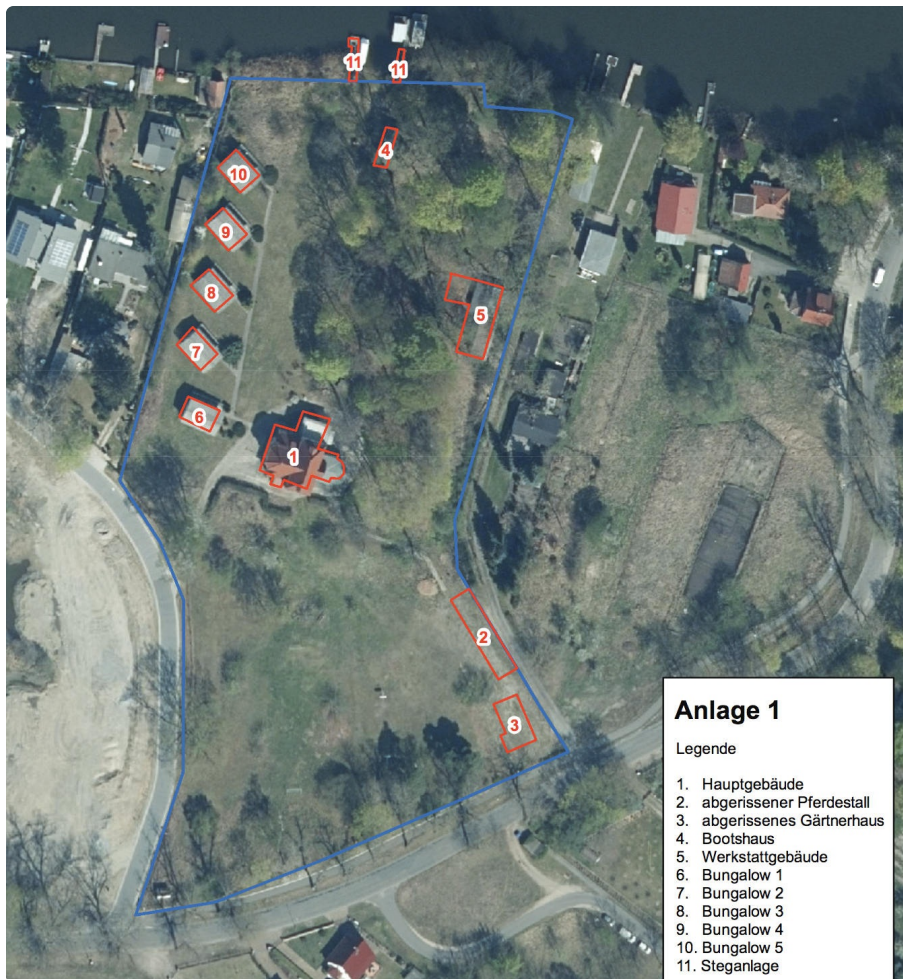 11
11
4
10
9
8
5
7
6
1
2
3
Anlage 1
Legende
1. Hauptgebäude
2. abgerissener Pferdestall
3. abgerissenes Gärtnerhaus
4. Bootshaus
5. Werkstattgebäude
6. Bungalow 1
7. Bungalow 2
8. Bungalow 3
9. Bungalow 4
10. Bungalow 5
11. Steganlage